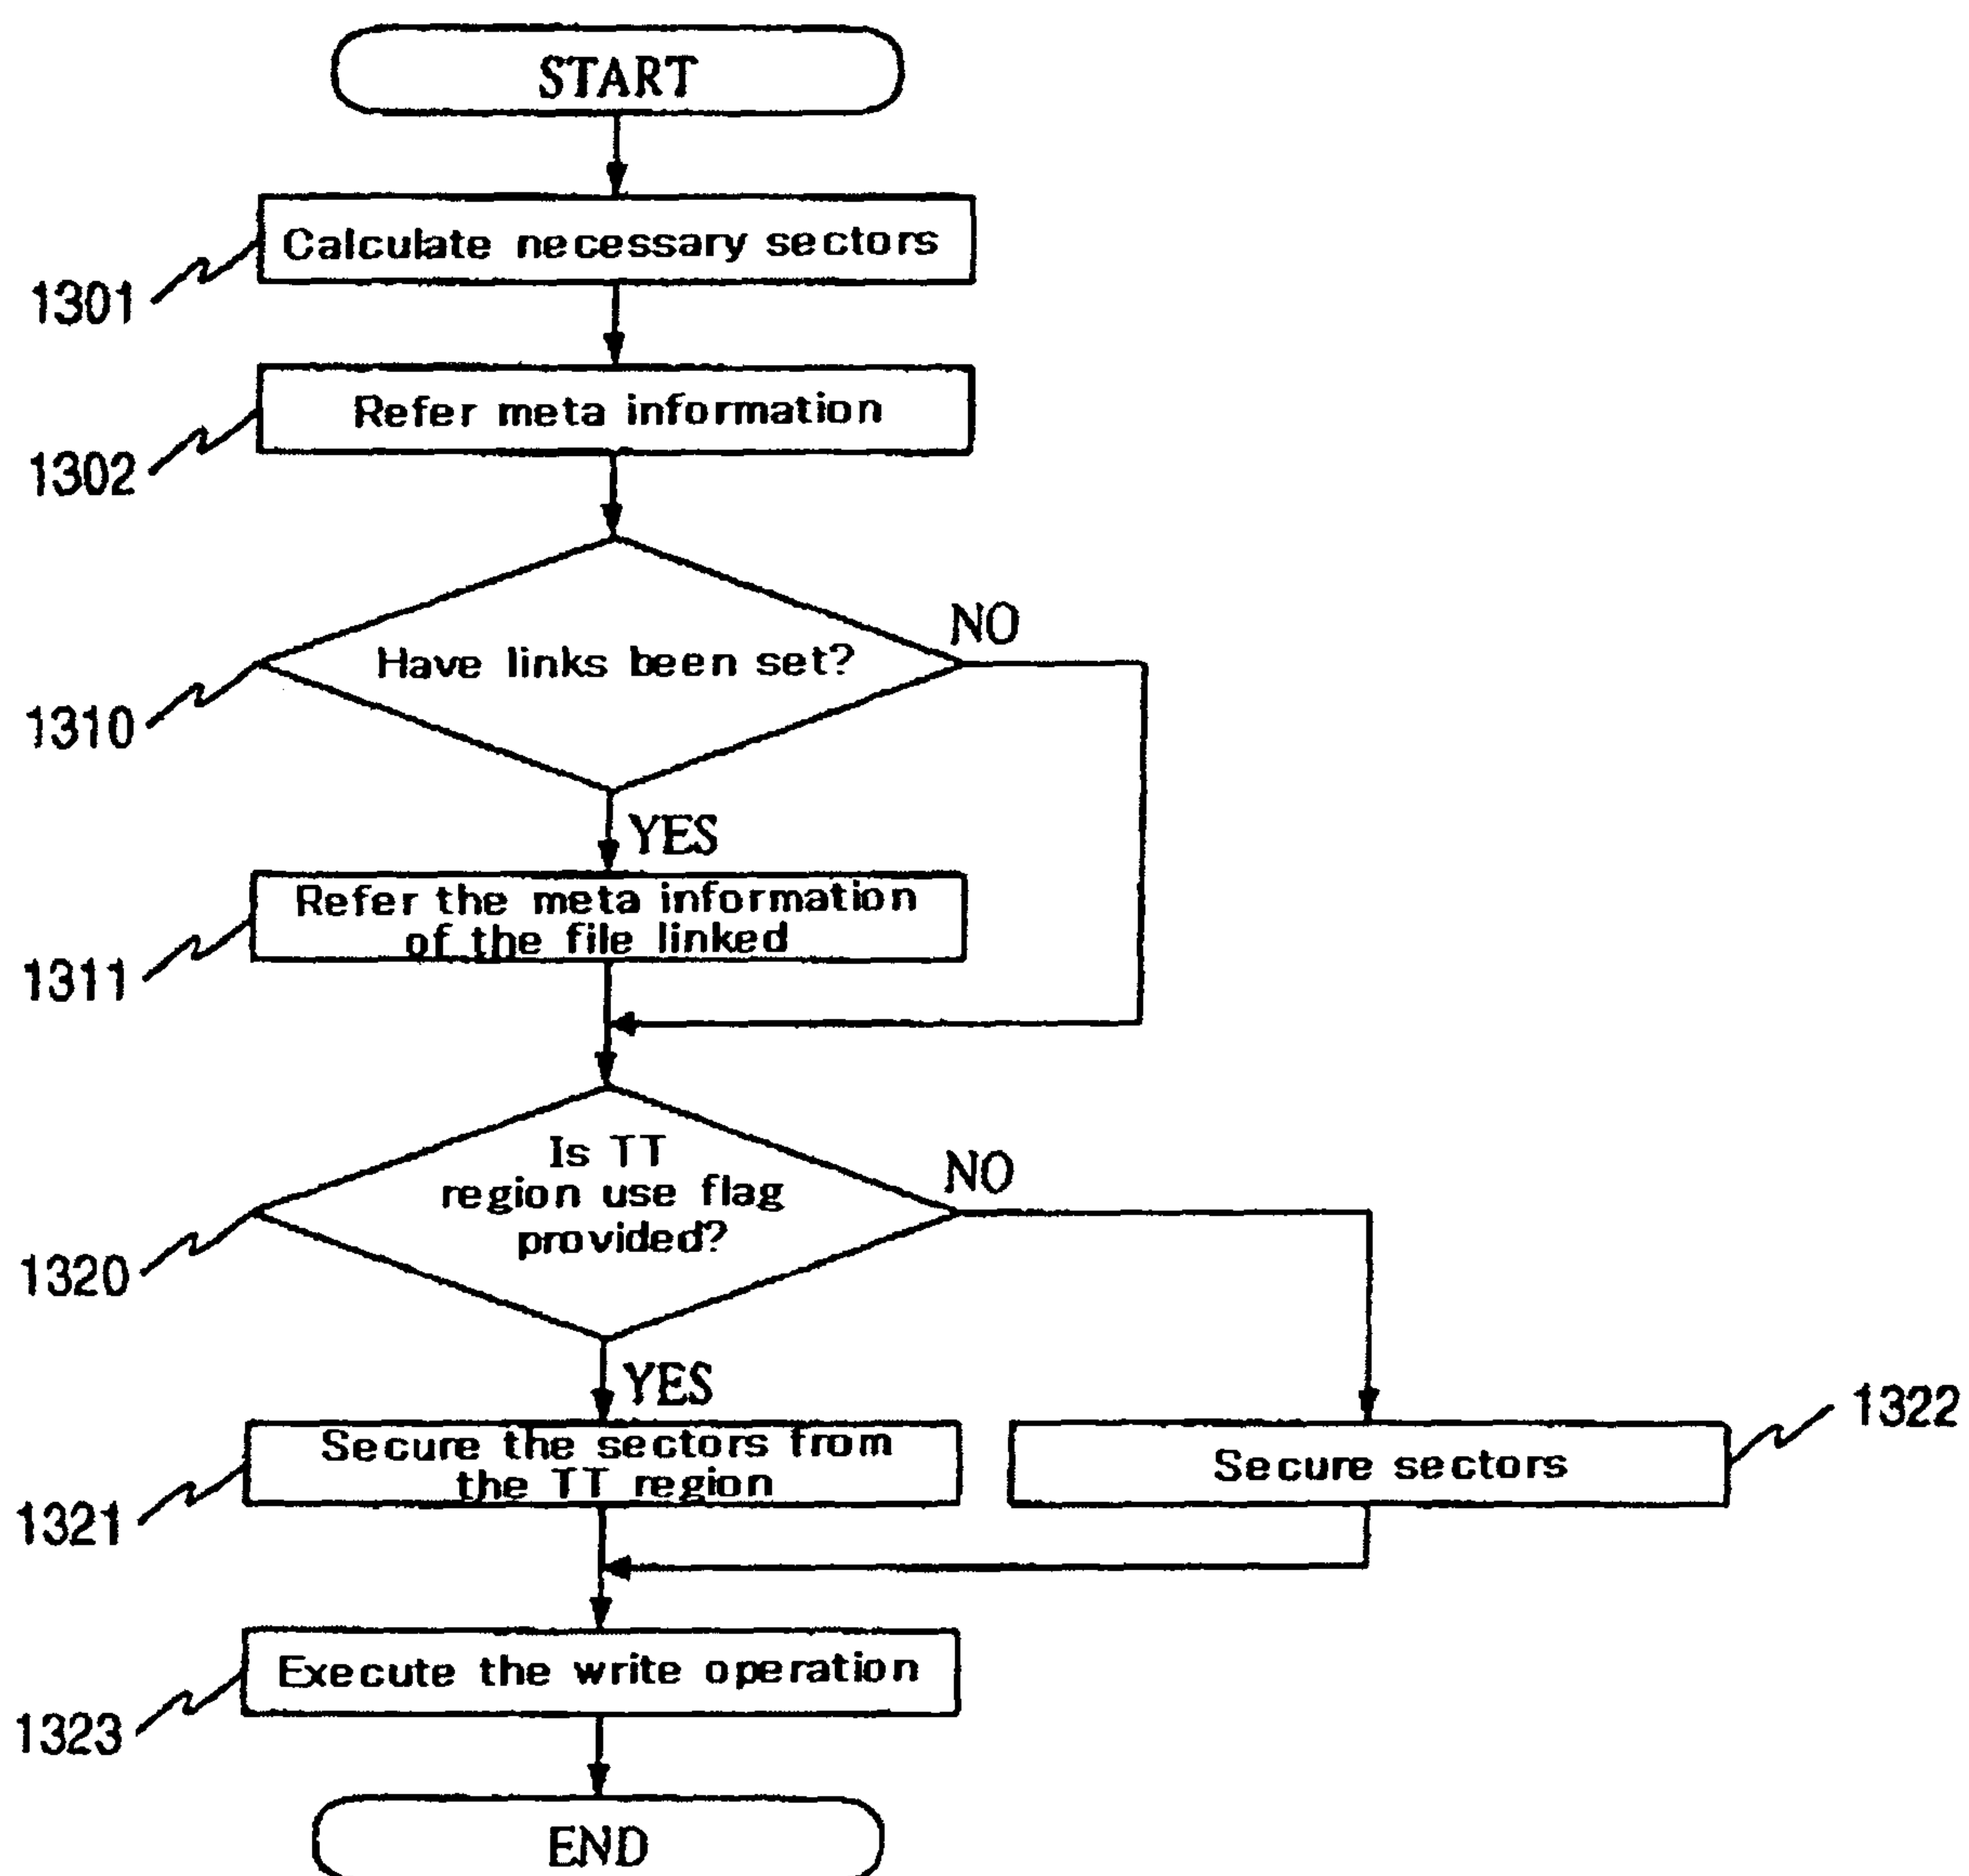 START
Calculate necessary sectors
1301
Refer meta information
1302
NO
Have links been set?
1310
YES
Refer the meta information
of the file linked
1311
Is TT
region use flag
provided?
NO
1320
YES
Secure the sectors from
the TT region
1321
Secure sectors
1322
Execute the write operation
1323
END